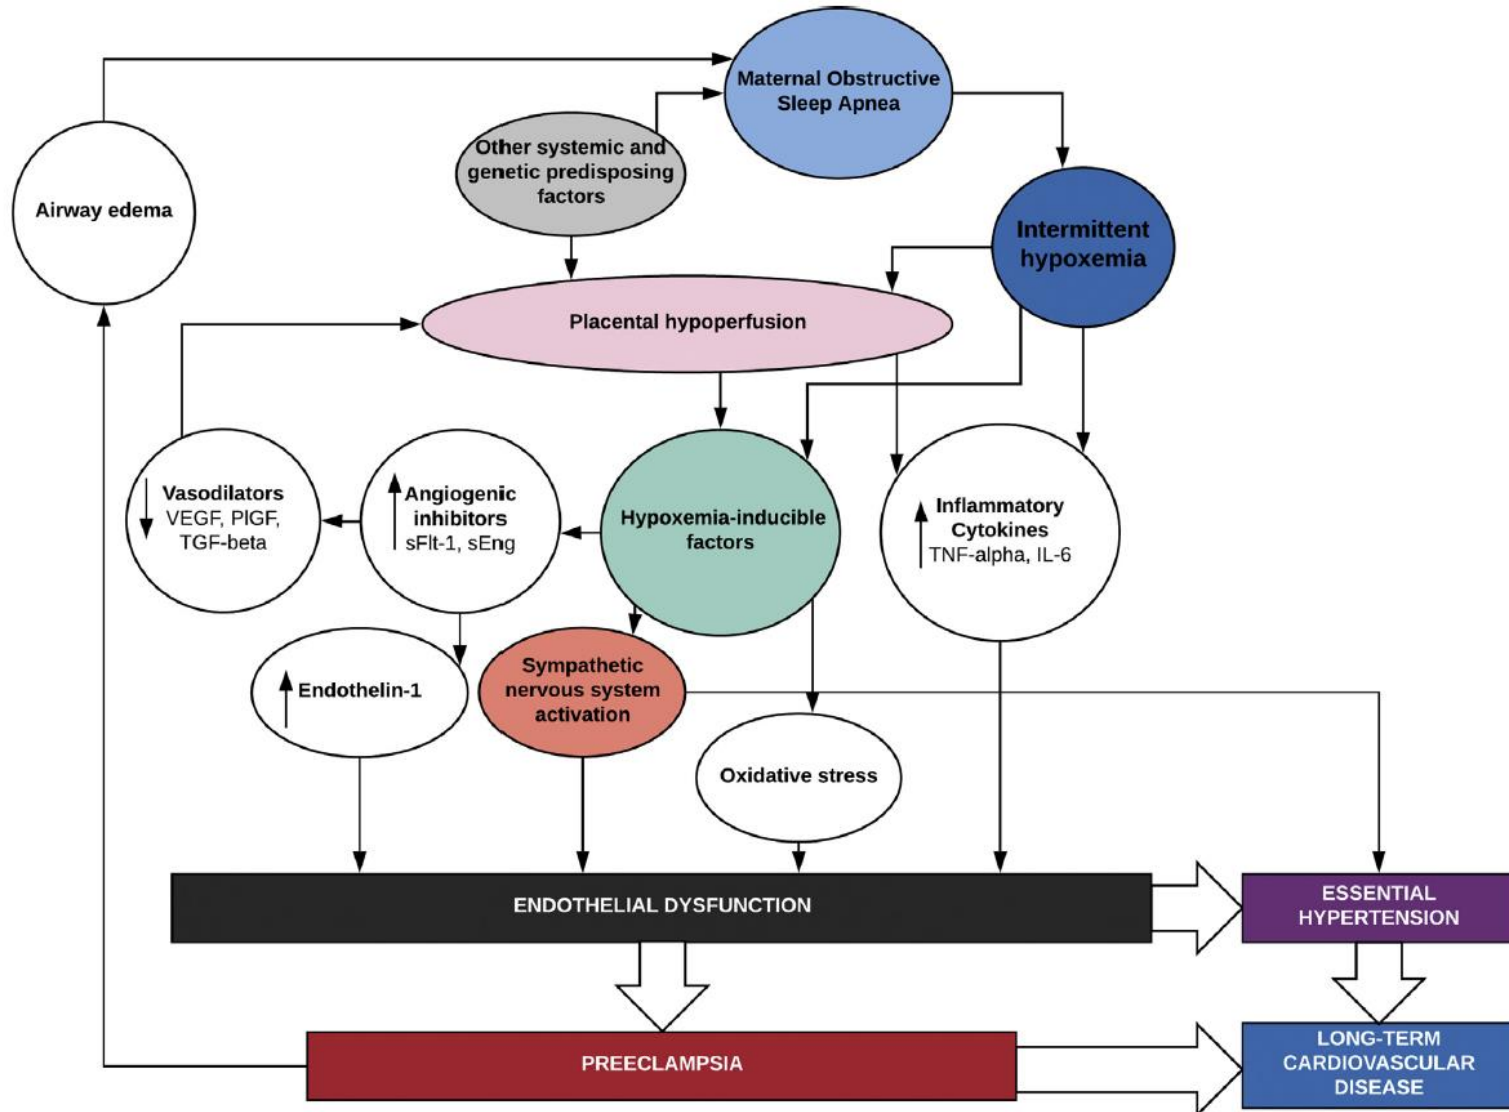 Maternal Obstructive
Sleep Apnea
Other systemic and
genetic predisposing
factors
Airway edema
Intermittent
hypoxemia
Placental hypoperfusion
Vasodilators
VEGF, PlGF,
TGF-beta
Angiogenic
inhibitors
sFlt-1, sEng
Hypoxemia-inducible
factors
Inflammatory
Cytokines
TNF-alpha, IL-6
Endothelin-1
Sympathetic
nervous system
activation
Oxidative stress
ENDOTHELIAL DYSFUNCTION
ESSENTIAL
HYPERTENSION
PREECLAMPSIA
LONG-TERM
CARDIOVASCULAR
DISEASE